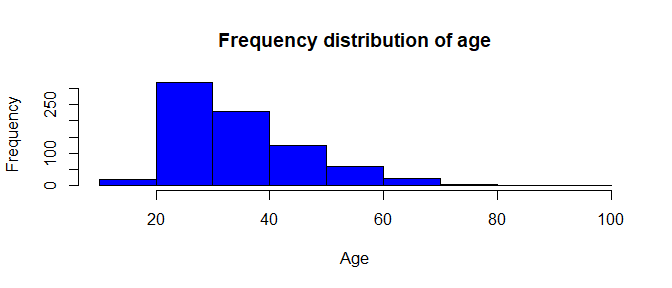 Frequency distribution of age
Frequency
250
100
0
20 40 60 80 100
Age